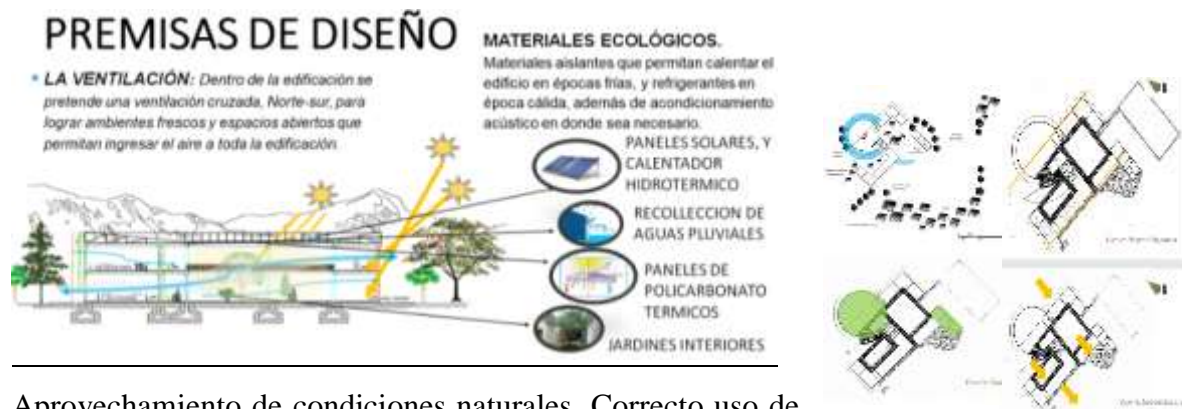 PREMISAS DE DISEÑO
• LA VENTILACIÓN: Dentro de la edificación se
pretende una ventilación cruzada, Norte-sur, para
lograr ambientes frescos y espacios abiertos que
permitan ingresar el aire a toda la edificación.
MATERIALES ECOLÓGICOS.
Materiales aislantes que permitan calentar el
edificio en épocas frías, y refrigerantes en
época cálida, además de acondicionamiento
acústico en donde sea necesario.
PANELES SOLARES, Y
CALENTADOR
HIDROTERMICO
RECOLLECCION DE
AGUAS PLUVIALES
PANELES DE
POLICARBONATO
TERMICOS
JARDINES INTERIORES
Aprovechamiento de condiciones naturales. Correcto uso de